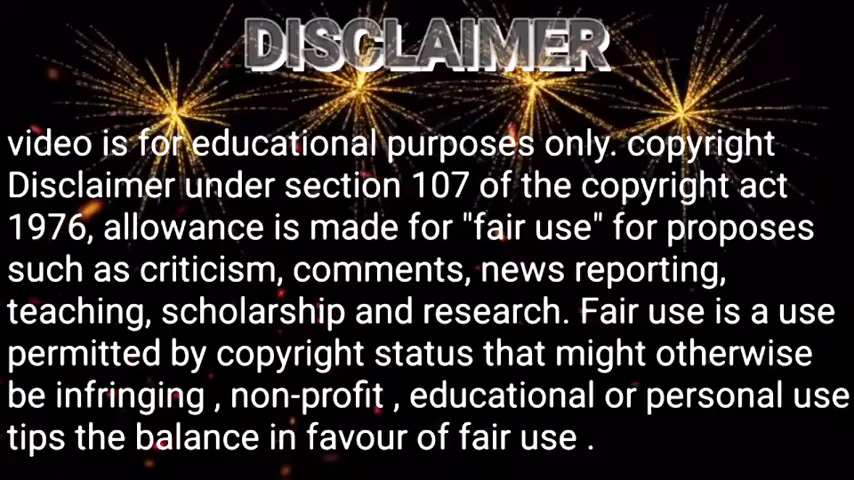 DISCLAIMER
video is for educational purposes only. copyright
Disclaimer under section 107 of the copyright act
1976, allowance is made for "fair use" for proposes
such as criticism, comments, news reporting,
teaching, scholarship and research. Fair use is a use
permitted by copyright status that might otherwise
be infringing , non-profit , educational or personal use
tips the balance in favour of fair use .